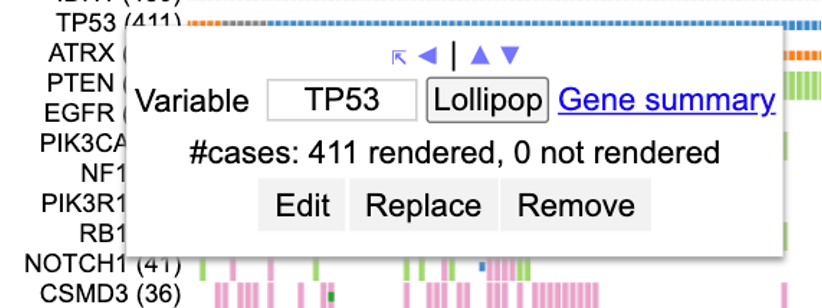 TP53 (411)
ATRX (
PTEN (
EGFR (
PIK3CA
NF1
PIK3R1
RB1
NOTCH1 (41)
CSMD3 (36)
Variable TP53 Lollipop Gene summary
#cases: 411 rendered, 0 not rendered
Edit Replace Remove